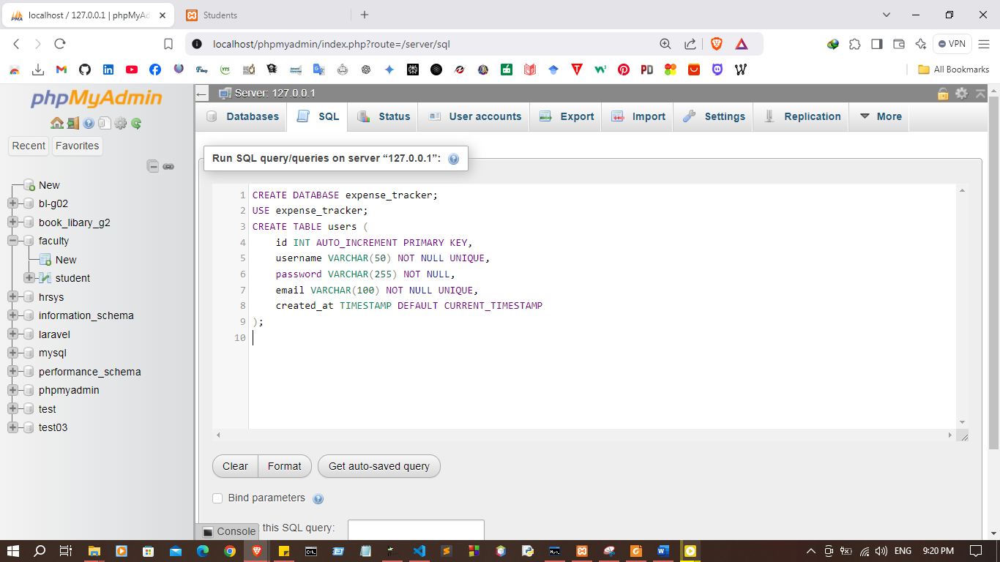 localhost / 127.0.0.1 | phpMyAd
Students
localhost/phpmyadmin/index.php?route=/server/sql
VPN
All Bookmarks
phpMyAdmin
Recent
Favorites
New
bl-g02
book_libary_g2
faculty
New
student
hrsys
information_schema
laravel
mysql
performance_schema
phpmyadmin
test
test03
Server: 127.0.0.1
Databases
SQL
Status
User accounts
Export
Import
Settings
Replication
More
Run SQL query/queries on server “127.0.0.1”:
1 CREATE DATABASE expense_tracker;
2 USE expense_tracker;
3 CREATE TABLE users (
4 id INT AUTO_INCREMENT PRIMARY KEY,
5 username VARCHAR(50) NOT NULL UNIQUE,
6 password VARCHAR(255) NOT NULL,
7 email VARCHAR(100) NOT NULL UNIQUE,
8 created_at TIMESTAMP DEFAULT CURRENT_TIMESTAMP
9 );
10
Clear
Format
Get auto-saved query
Bind parameters
Console
this SQL query:
ENG
9:20 PM